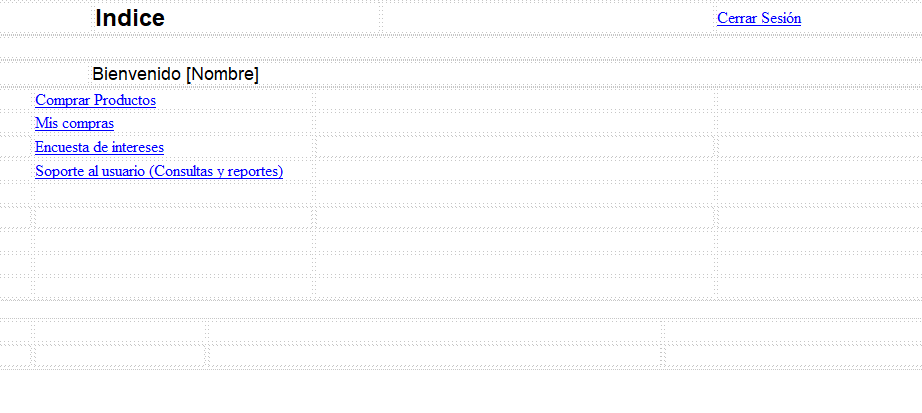 Indice
Cerrar Sesión
Bienvenido [Nombre]
Comprar Productos
Mis compras
Encuesta de intereses
Soporte al usuario (Consultas y reportes)